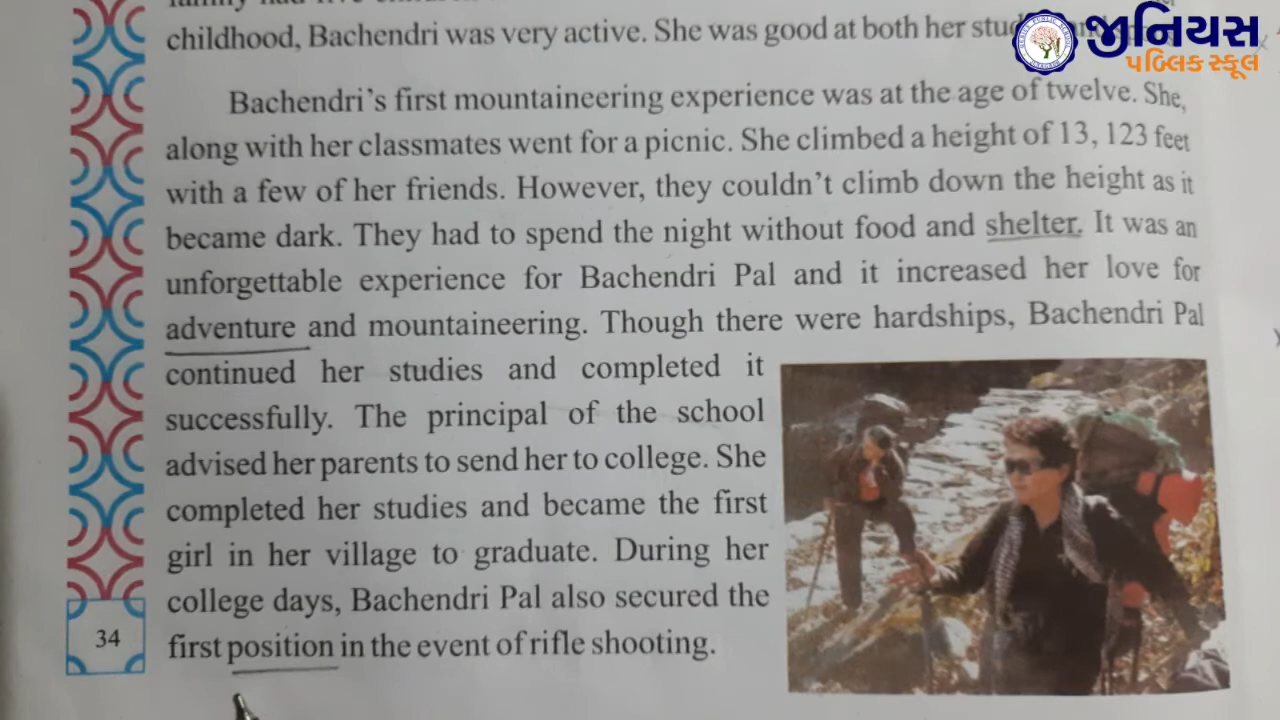 childhood, Bachendri was very active. She was good at both her
જીનિયસ
પબ્લિક સ્કૂલ
Bachendri's first mountaineering experience was at the age of twelve. She,
along with her classmates went for a picnic. She climbed a height of 13, 123 feet
with a few of her friends. However, they couldn't climb down the height as it
became dark. They had to spend the night without food and shelter. It was an
unforgettable experience for Bachendri Pal and it increased her love for
adventure and mountaineering. Though there were hardships, Bachendri Pal
continued her studies and completed it
successfully. The principal of the school
advised her parents to send her to college. She
completed her studies and became the first
girl in her village to graduate. During her
college days, Bachendri Pal also secured the
first position in the event of rifle shooting.
34